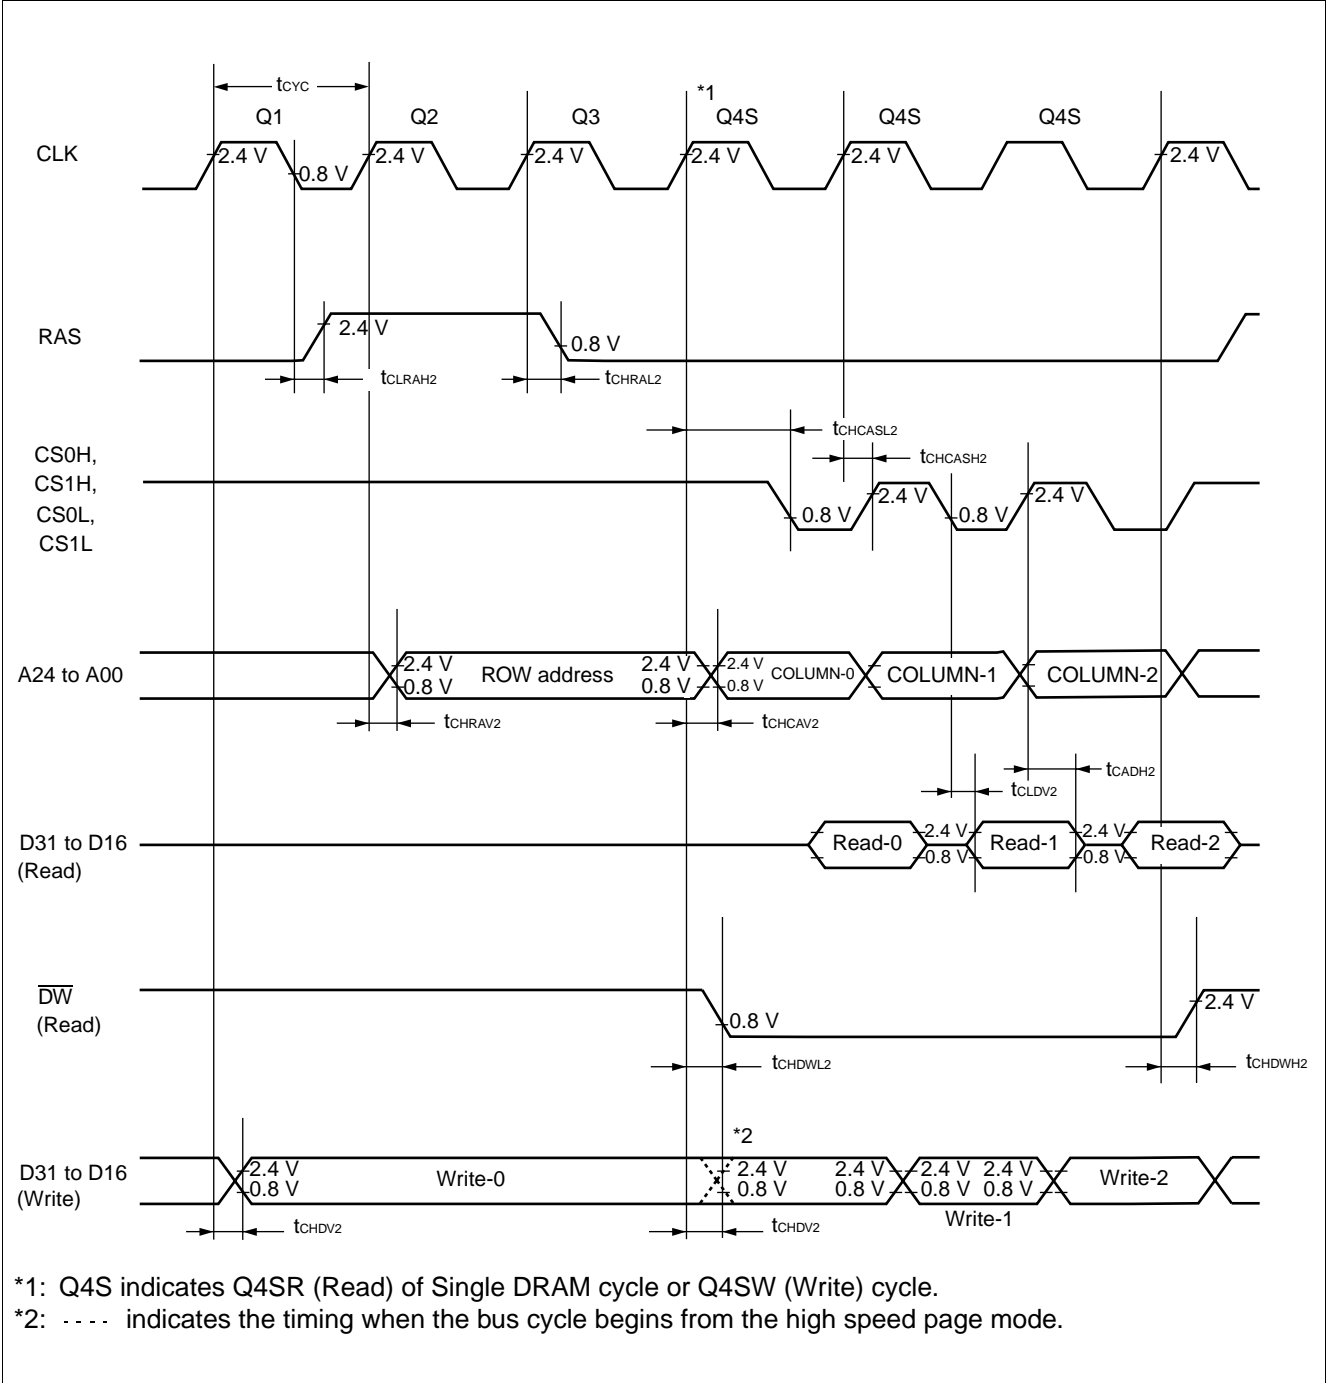 tCYC
*1
Q1 Q2 Q3 Q4S Q4S Q4S
CLK 2.4 V 0.8 V 2.4 V 2.4 V 2.4 V 2.4 V 2.4 V
RAS 2.4 V 0.8 V
tCLRAH2 tCHRAL2
tCHCASL2
tCHCASH2
CS0H,
CS1H,
CS0L,
CS1L
2.4 V 2.4 V
0.8 V 0.8 V
A24 to A00 2.4 V ROW address 2.4 V 2.4 V COLUMN-0 COLUMN-1 COLUMN-2
0.8 V 0.8 V 0.8 V
tCHRAV2 tCHCAV2
tCADH2
tCLDV2
D31 to D16
(Read)
Read-0 2.4 V Read-1 2.4 V Read-2
0.8 V 0.8 V
DW
(Read)
0.8 V 2.4 V
tCHDWL2 tCHDWH2
*2
D31 to D16
(Write)
2.4 V Write-0 2.4 V 2.4 V 2.4 V 2.4 V Write-2
0.8 V 0.8 V 0.8 V 0.8 V 0.8 V
Write-1
tCHDV2 tCHDV2
*1: Q4S indicates Q4SR (Read) of Single DRAM cycle or Q4SW (Write) cycle.
*2: ---- indicates the timing when the bus cycle begins from the high speed page mode.